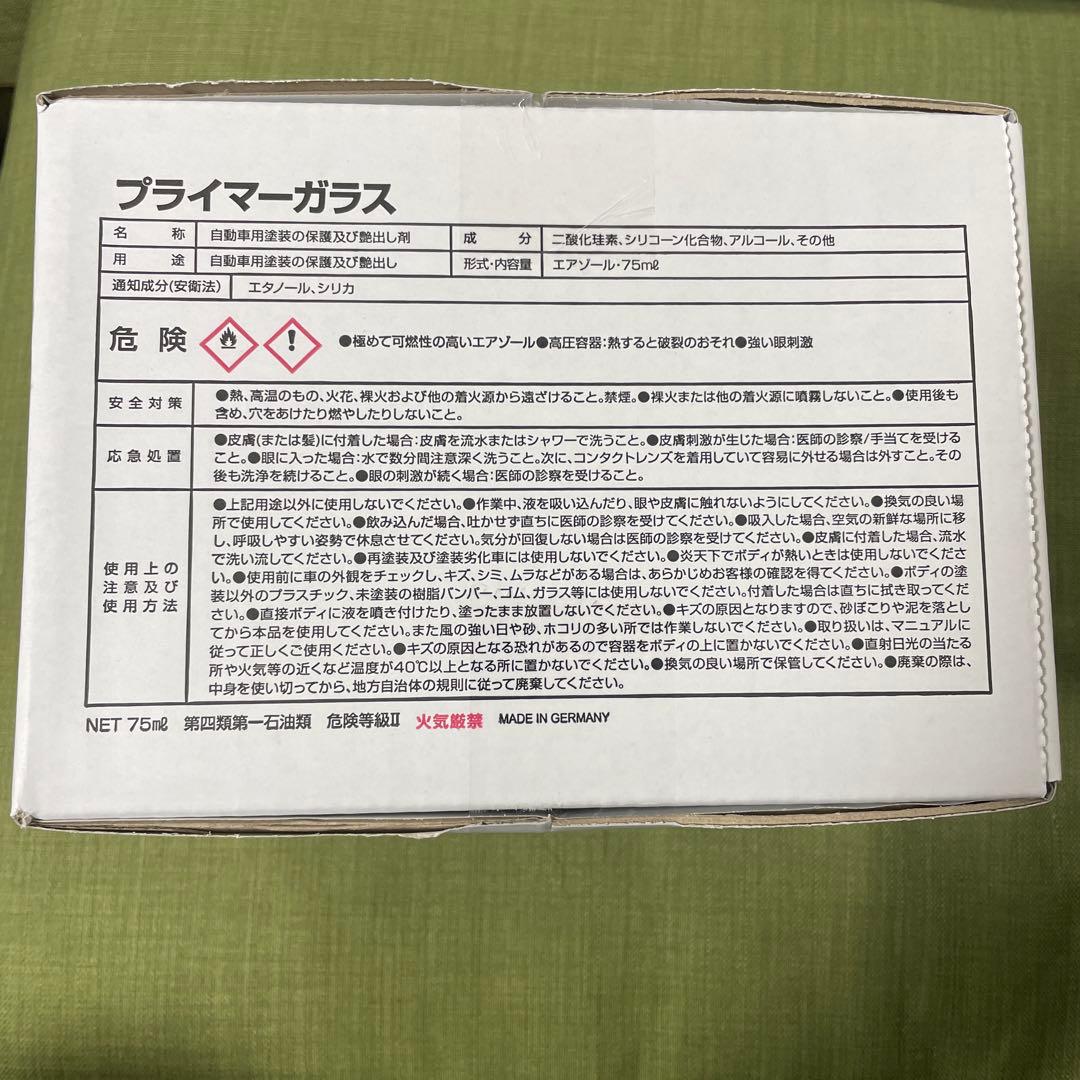 プライマーガラス
名称 自動車用塗装の保護及び艶出し剤 成分 二酸化珪素、シリコーン化合物、アルコール、その他
用途 自動車用塗装の保護及び艶出し 形式・内容量 エアゾール・75mℓ
通知成分(安衛法) エタノール、シリカ
危険 ●極めて可燃性の高いエアゾール●高圧容器:熱すると破裂のおそれ●強い眼刺激
安全対策
●熱、高温のもの、火花、裸火および他の着火源から遠ざけること。禁煙。●裸火または他の着火源に噴霧しないこと。●使用後も
含め、穴をあけたり燃やしたりしないこと。
応急処置
●皮膚(または髪)に付着した場合:皮膚を流水またはシャワーで洗うこと。●皮膚刺激が生じた場合:医師の診察/手当てを受ける
こと。●眼に入った場合:水で数分間注意深く洗うこと。次に、コンタクトレンズを着用していて容易に外せる場合は外すこと。その
後も洗浄を続けること。●眼の刺激が続く場合:医師の診察を受けること。
使用上の
注意及び
使用方法
●上記用途以外に使用しないでください。●作業中、液を吸い込んだり、眼や皮膚に触れないようにしてください。●換気の良い場
所で使用してください。●飲み込んだ場合、吐かせず直ちに医師の診察を受けてください。●吸入した場合、空気の新鮮な場所に移
し、呼吸しやすい姿勢で休息させてください。気分が回復しない場合は医師の診察を受けてください。●皮膚に付着した場合、流水
で洗い流してください。●再塗装及び塗装劣化車には使用しないでください。●炎天下でボディが熱いときは使用しないでくださ
い。●使用前に車の外観をチェックし、キズ、シミ、ムラなどがある場合は、あらかじめお客様の確認を得てください。●ボディの塗
装以外のプラスチック、未塗装の樹脂バンパー、ゴム、ガラス等には使用しないでください。付着した場合は直ちに拭き取ってくだ
さい。●直接ボディに液を噴き付けたり、塗ったまま放置しないでください。●キズの原因となりますので、砂ぼこりや泥を落とし
てから本品を使用してください。また風の強い日や砂、ホコリの多い所では作業しないでください。●取り扱いは、マニュアルに
従って正しくご使用ください。●キズの原因となる恐れがあるので容器をボディの上に置かないでください。●直射日光の当たる
所や火気等の近くなど温度が40℃以上となる所に置かないでください。●換気の良い場所で保管してください。●廃棄の際は、
中身を使い切ってから、地方自治体の規則に従って廃棄してください。
NET 75mℓ 第四類第一石油類 危険等級Ⅱ 火気厳禁 MADE IN GERMANY